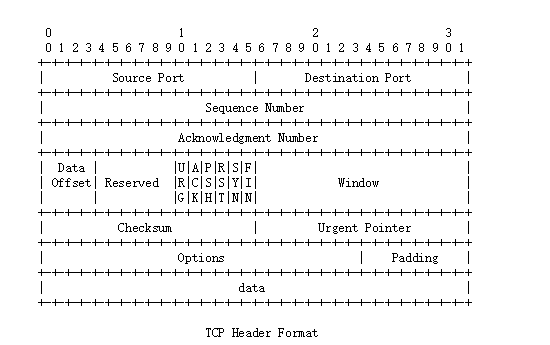 0                   1                   2                   3
0 1 2 3 4 5 6 7 8 9 0 1 2 3 4 5 6 7 8 9 0 1 2 3 4 5 6 7 8 9 0 1
Source Port Destination Port
Sequence Number
Acknowledgment Number
Data U|A|P|R|S|F
Offset Reserved R|C|S|S|Y|I Window
G|K|H|T|N|N
Checksum Urgent Pointer
Options Padding
data
TCP Header Format